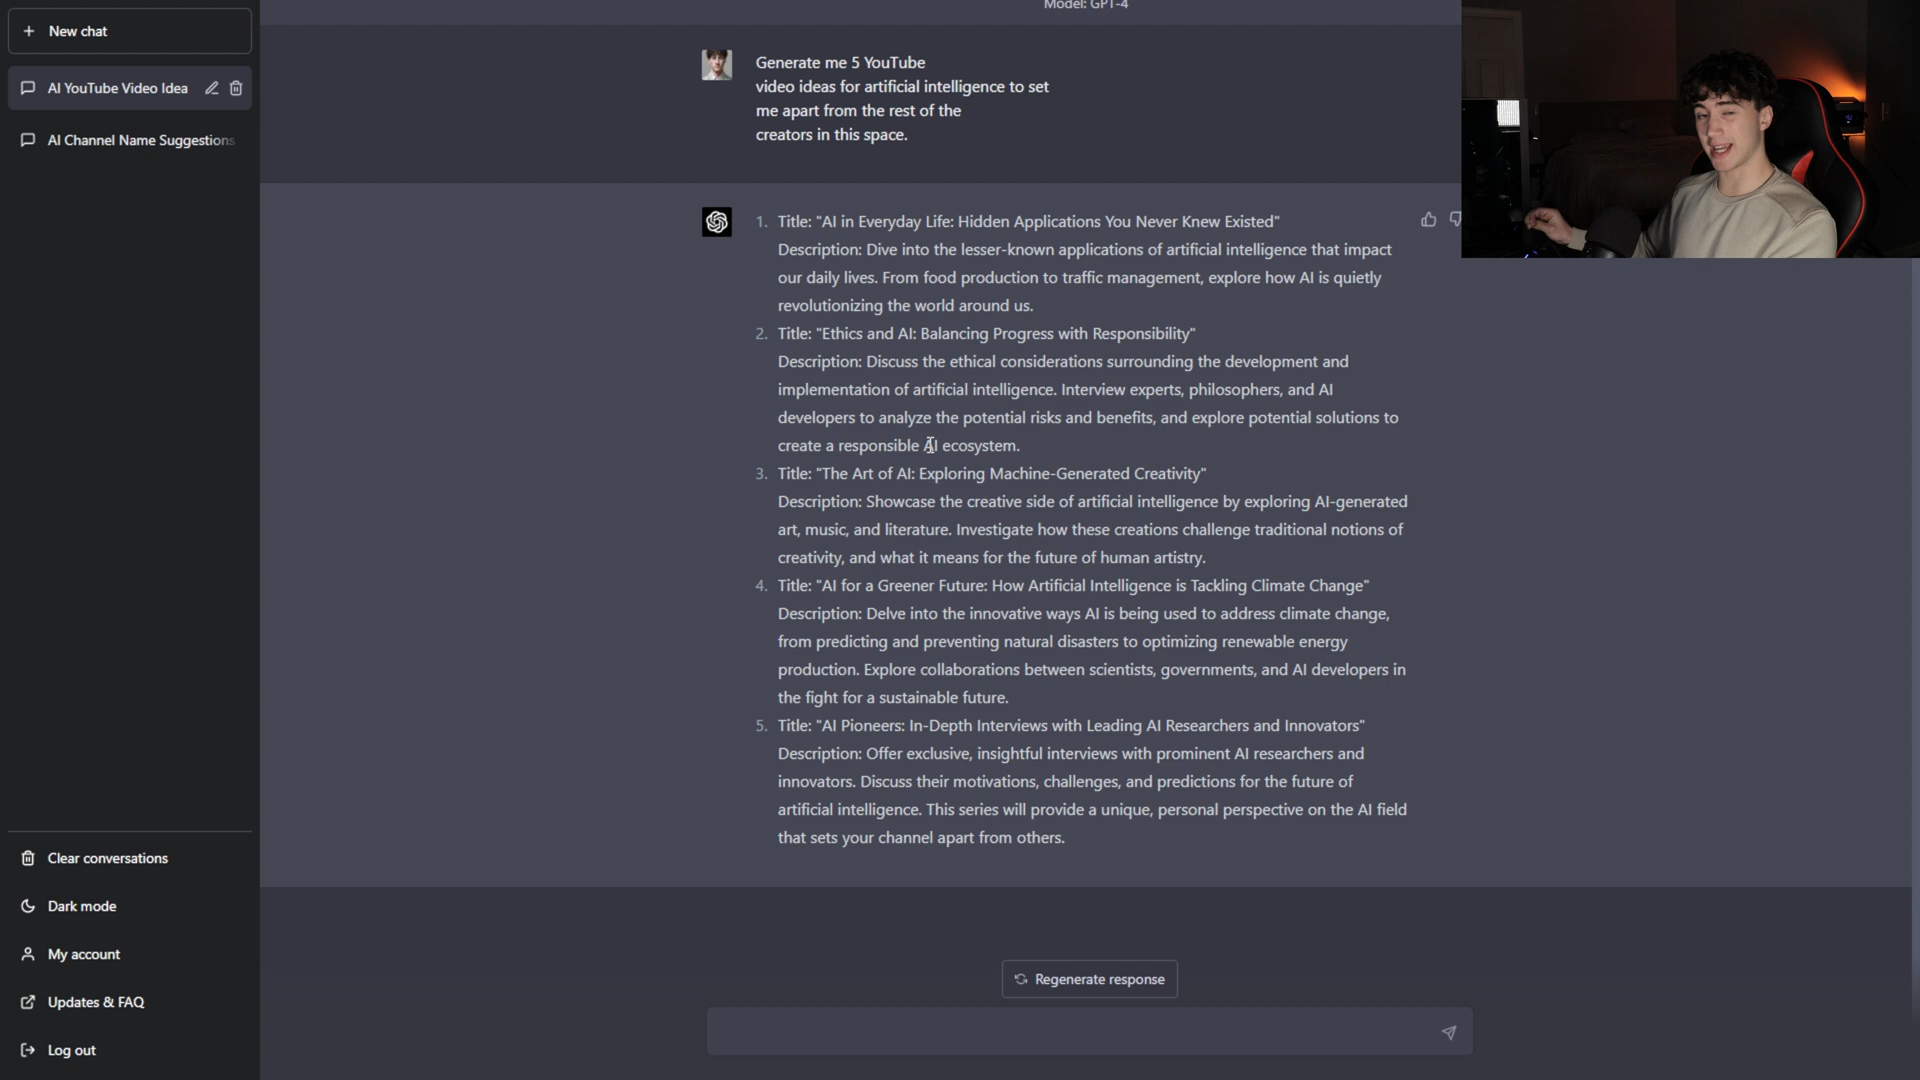 Model: GPT-4
New chat
AI YouTube Video Idea
AI Channel Name Suggestions
Generate me 5 YouTube
video ideas for artificial intelligence to set
me apart from the rest of the
creators in this space.
1. Title: "AI in Everyday Life: Hidden Applications You Never Knew Existed"
Description: Dive into the lesser-known applications of artificial intelligence that impact
our daily lives. From food production to traffic management, explore how AI is quietly
revolutionizing the world around us.
2. Title: "Ethics and AI: Balancing Progress with Responsibility"
Description: Discuss the ethical considerations surrounding the development and
implementation of artificial intelligence. Interview experts, philosophers, and AI
developers to analyze the potential risks and benefits, and explore potential solutions to
create a responsible AI ecosystem.
3. Title: "The Art of AI: Exploring Machine-Generated Creativity"
Description: Showcase the creative side of artificial intelligence by exploring AI-generated
art, music, and literature. Investigate how these creations challenge traditional notions of
creativity, and what it means for the future of human artistry.
4. Title: "AI for a Greener Future: How Artificial Intelligence is Tackling Climate Change"
Description: Delve into the innovative ways AI is being used to address climate change,
from predicting and preventing natural disasters to optimizing renewable energy
production. Explore collaborations between scientists, governments, and AI developers in
the fight for a sustainable future.
5. Title: "AI Pioneers: In-Depth Interviews with Leading AI Researchers and Innovators"
Description: Offer exclusive, insightful interviews with prominent AI researchers and
innovators. Discuss their motivations, challenges, and predictions for the future of
artificial intelligence. This series will provide a unique, personal perspective on the AI field
that sets your channel apart from others.
Clear conversations
Dark mode
My account
Updates & FAQ
Log out
Regenerate response